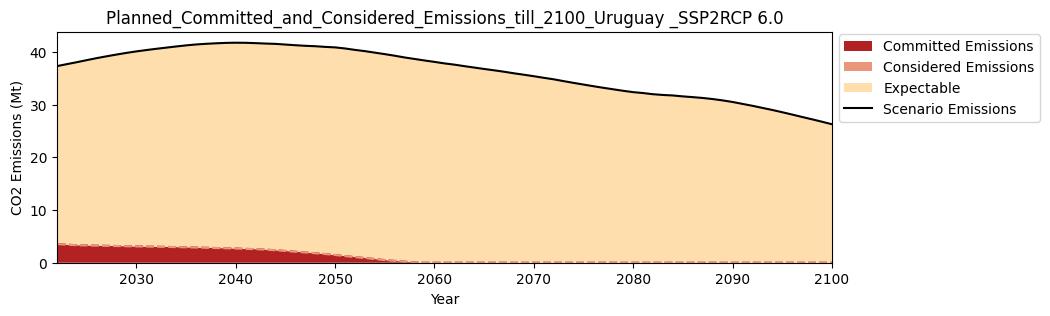 Planned_Committed_and_Considered_Emissions_till_2100_Uruguay _SSP2RCP 6.0
Committed Emissions
Considered Emissions
Expectable
Scenario Emissions
CO2 Emissions (Mt)
40
30
20
10
0
2030 2040 2050 2060 2070 2080 2090 2100
Year